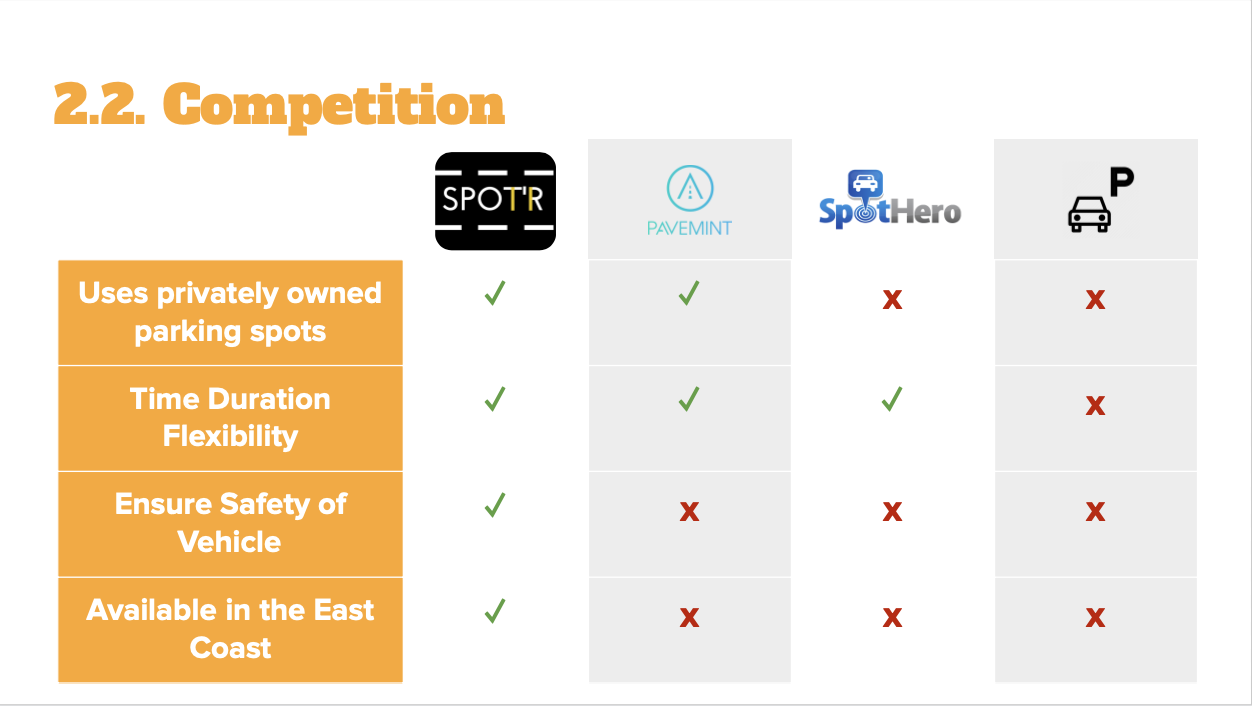 2.2. Competition
SPOT'R
PAVEMINT
SpotHero
P
Uses privately owned
parking spots
✓ ✓ x x
Time Duration
Flexibility
✓ ✓ ✓ x
Ensure Safety of
Vehicle
✓ x x x
Available in the East
Coast
✓ x x x